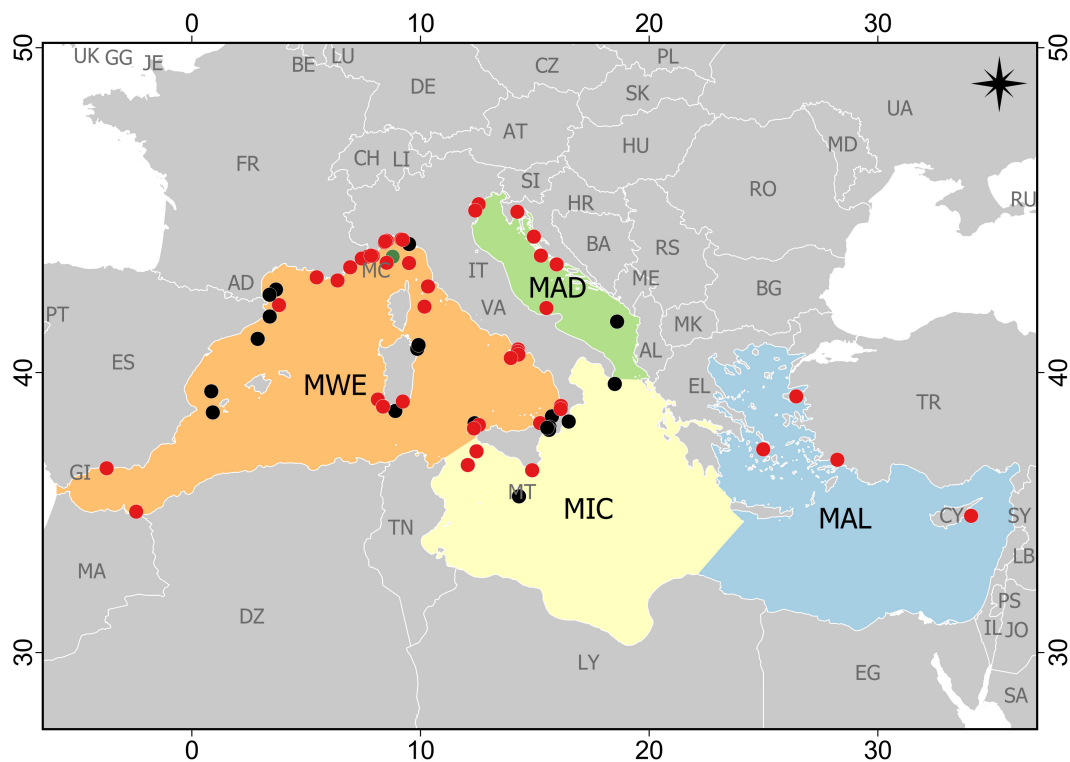 0 10 20 30
50 50
UK GG JE BE LU DE CZ PL
SK UA
AT HU MD
FR CH LI
SI RO
HR RU
BA RS
IT MAD ME BG
AD MC
VA
PT MK
AL
ES 40 MWE EL TR 40
GI
MT MIC MAL CY SY
TN
LB
MA
PS
DZ IL JO
30 LY EG 30
SA
0 10 20 30